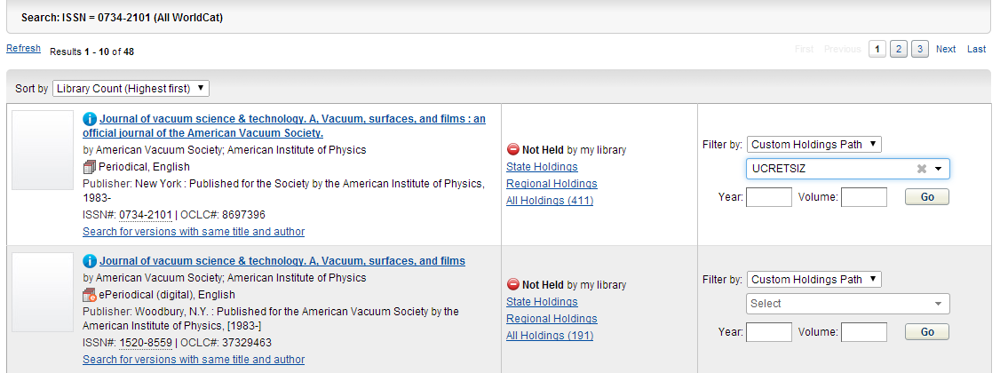 Search: ISSN = 0734-2101 (All WorldCat)
Refresh Results 1 - 10 of 48 First Previous 1 2 3 Next Last
Sort by Library Count (Highest first)
Journal of vacuum science & technology. A, Vacuum, surfaces, and films : an
official journal of the American Vacuum Society.
by American Vacuum Society; American Institute of Physics
Periodical, English
Publisher: New York : Published for the Society by the American Institute of Physics,
1983-
ISSN#: 0734-2101 | OCLC#: 8697396
Search for versions with same title and author
Not Held by my library
State Holdings
Regional Holdings
All Holdings (411)
Filter by: Custom Holdings Path
UCRETSIZ
Year: Volume: Go
Journal of vacuum science & technology. A, Vacuum, surfaces, and films
by American Vacuum Society; American Institute of Physics
ePeriodical (digital), English
Publisher: Woodbury, N.Y. : Published for the American Vacuum Society by the
American Institute of Physics, [1983-]
ISSN#: 1520-8559 | OCLC#: 37329463
Search for versions with same title and author
Not Held by my library
State Holdings
Regional Holdings
All Holdings (191)
Filter by: Custom Holdings Path
Select
Year: Volume: Go